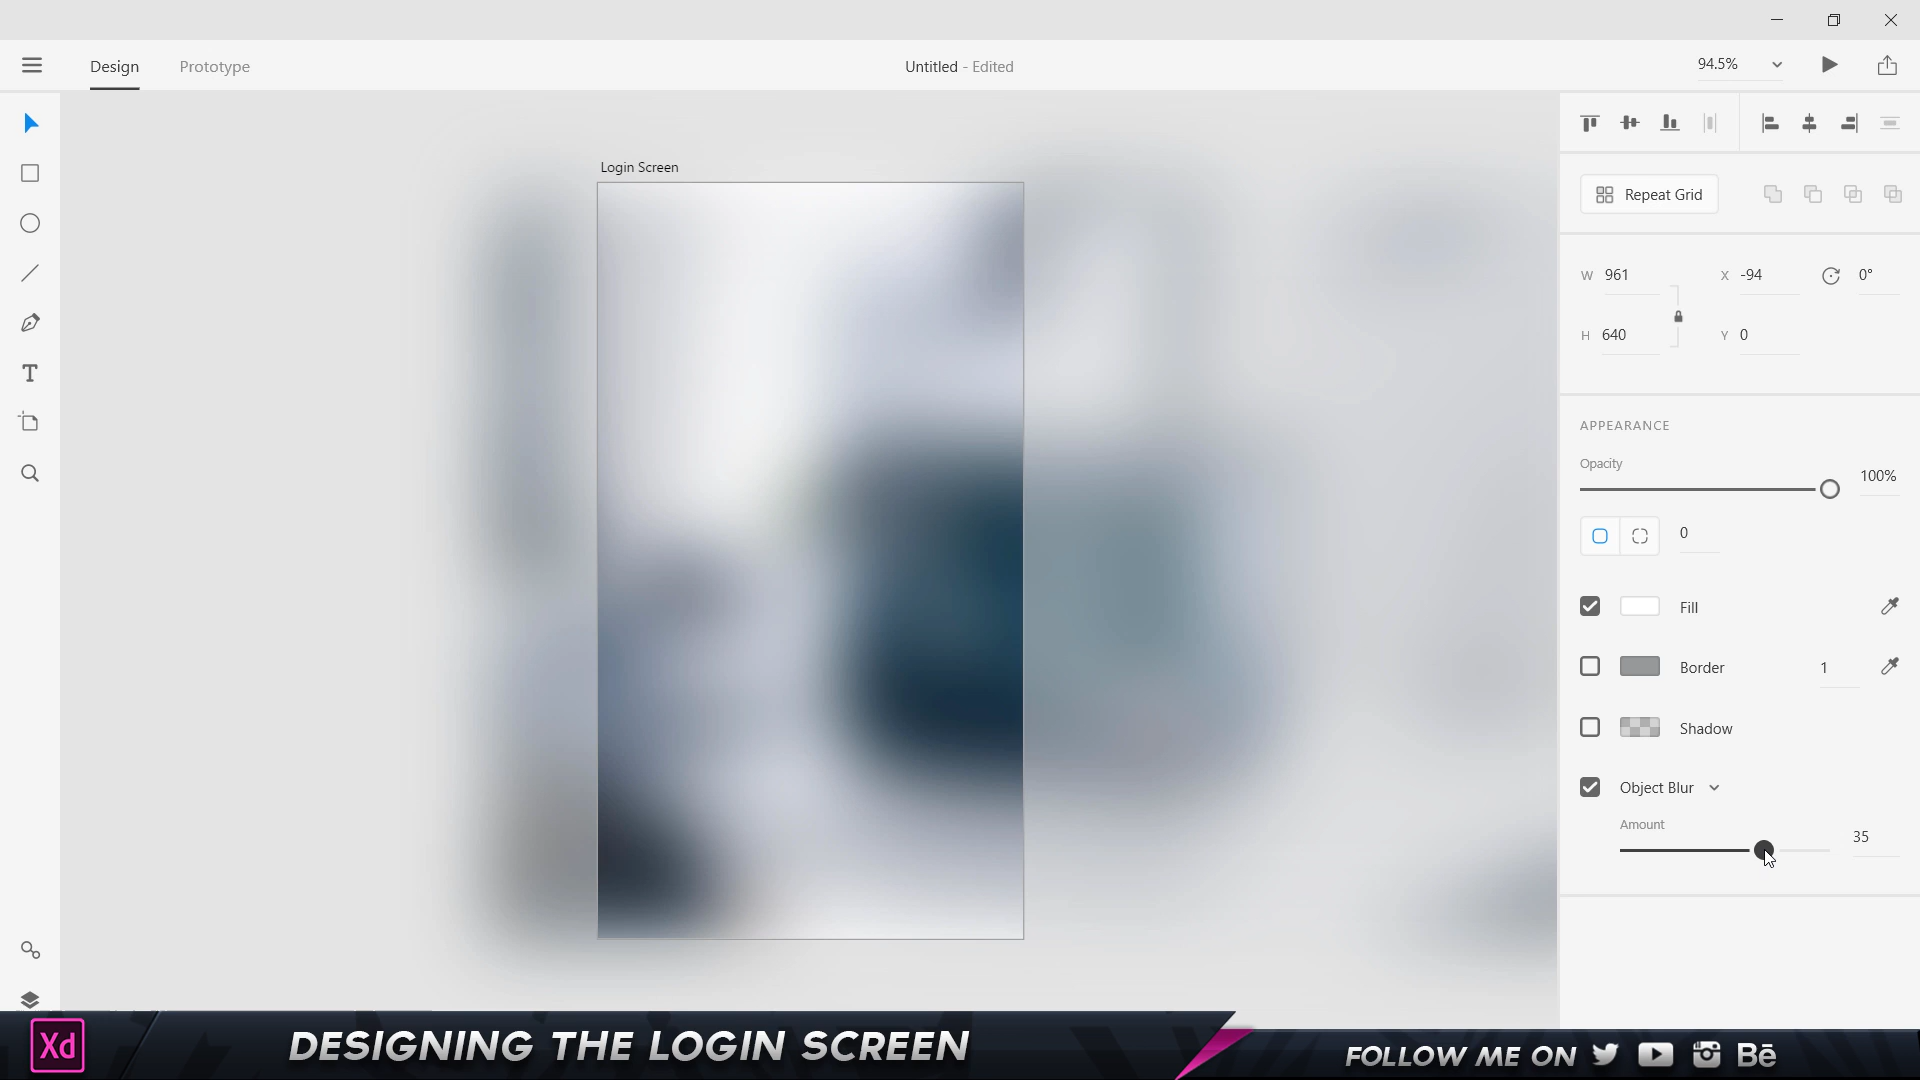 Design
Prototype
Untitled - Edited
94.5%
Login Screen
Repeat Grid
W 961
X -94
0°
H 640
Y 0
APPEARANCE
Opacity
100%
0
Fill
Border
1
Shadow
Object Blur
Amount
35
Xd
DESIGNING THE LOGIN SCREEN
FOLLOW ME ON
Bē